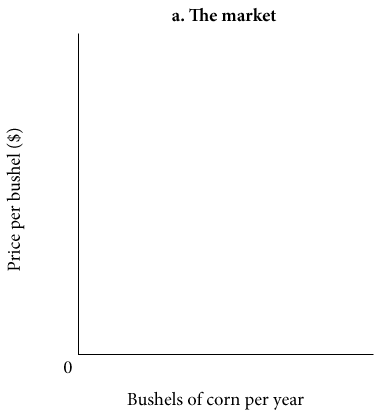 a. The market
Price per bushel ($)
0
Bushels of corn per year